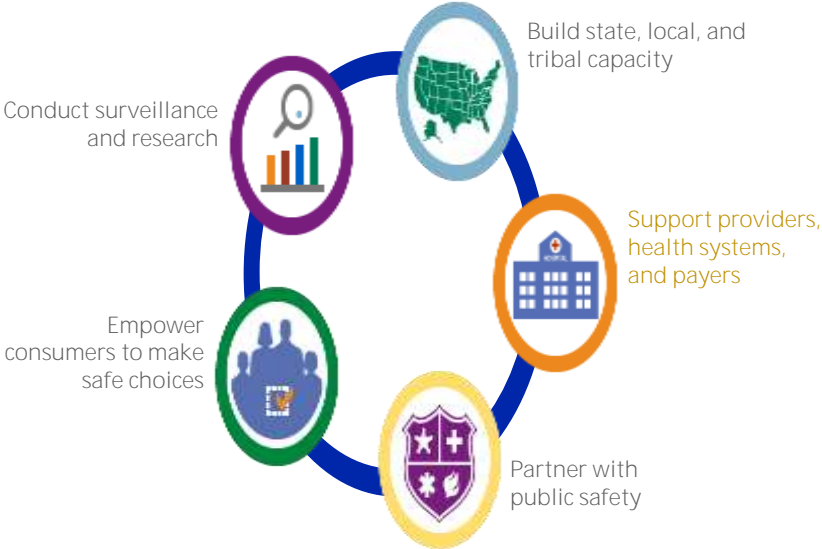 Build state, local, and
tribal capacity
Conduct surveillance
and research
Support providers,
health systems,
and payers
HOSPITAL
Empower
consumers to make
safe choices
Partner with
public safety